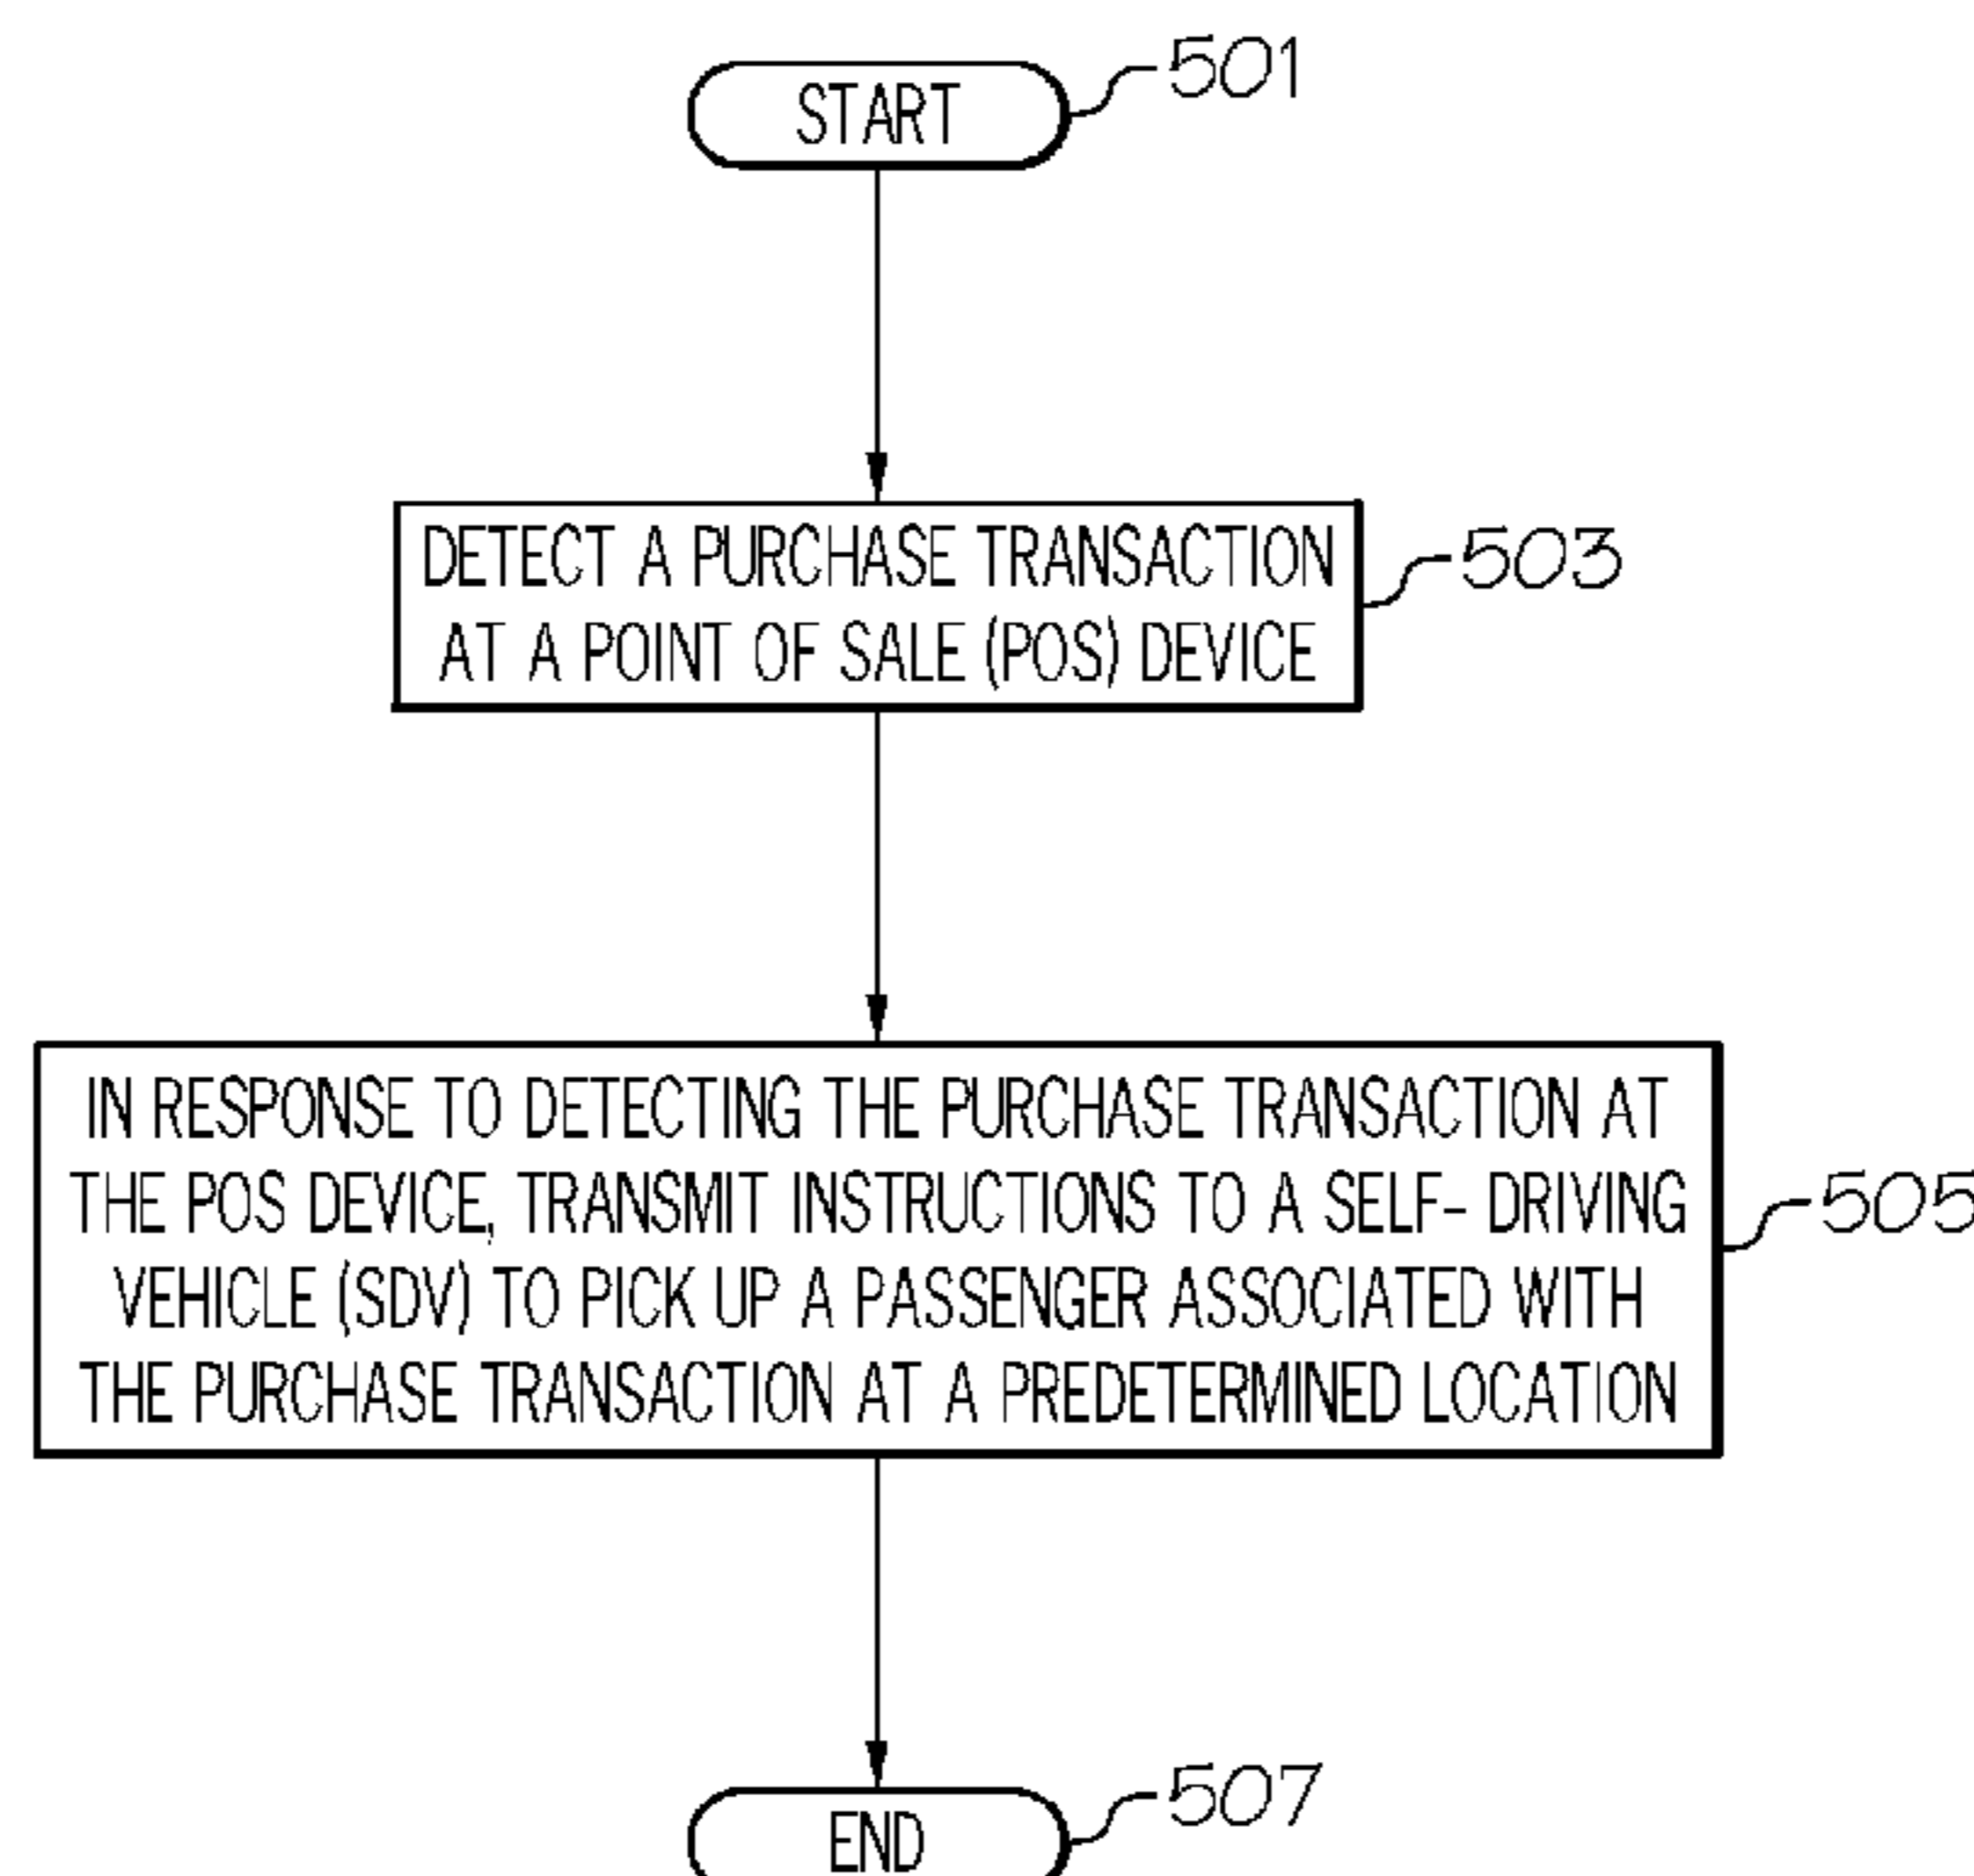 START
501
DETECT A PURCHASE TRANSACTION
AT A POINT OF SALE (POS) DEVICE
503
IN RESPONSE TO DETECTING THE PURCHASE TRANSACTION AT
THE POS DEVICE, TRANSMIT INSTRUCTIONS TO A SELF- DRIVING
VEHICLE (SDV) TO PICK UP A PASSENGER ASSOCIATED WITH
THE PURCHASE TRANSACTION AT A PREDETERMINED LOCATION
505
END
507